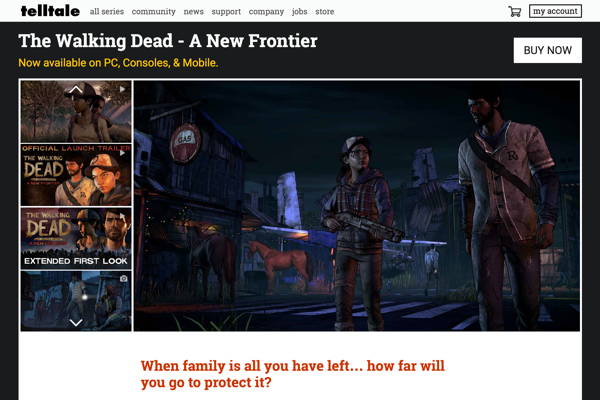 telltale all series community news support company jobs store my account
The Walking Dead - A New Frontier
Now available on PC, Consoles, & Mobile.
BUY NOW
OFFICIAL LAUNCH TRAILER
THE WALKING
DEAD
A NEW FRONTIER
THE WALKING
DEAD
EXTENDED FIRST LOOK
GAS
R
When family is all you have left... how far will
you go to protect it?